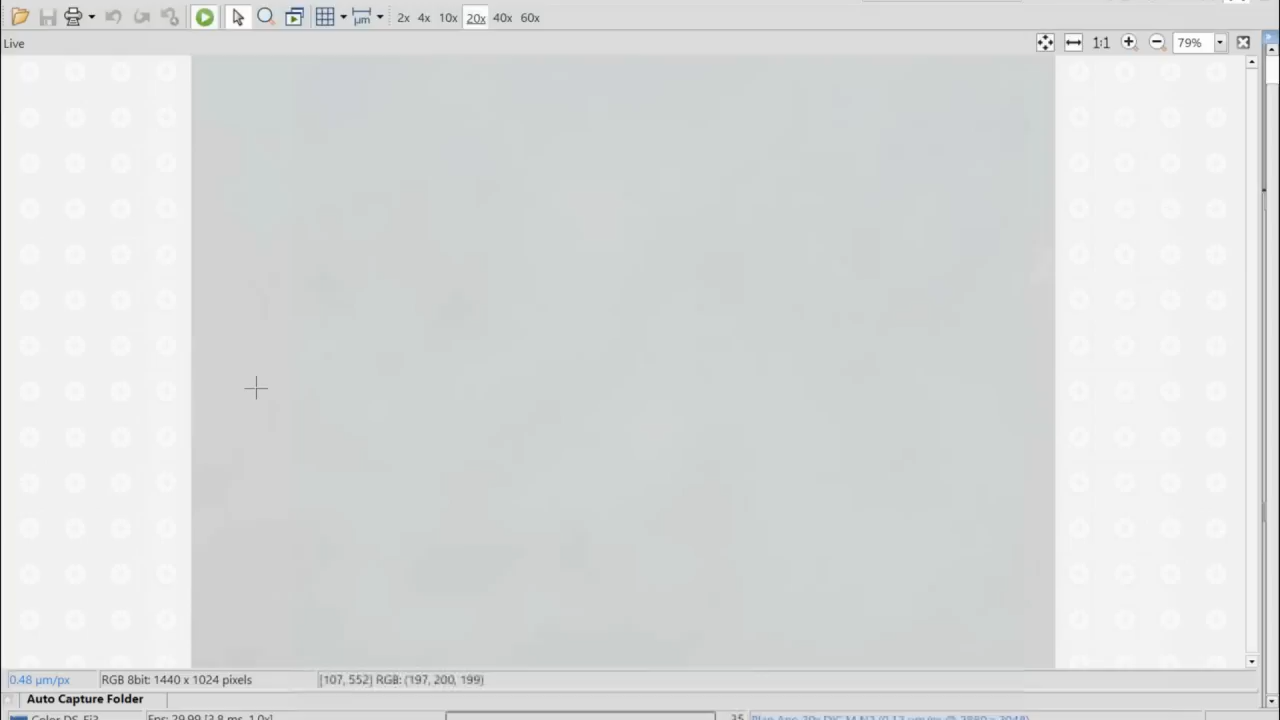 2x 4x 10x 20x 40x 60x
Live
1:1 79%
0.48 µm/px RGB 8bit: 1440 x 1024 pixels [107, 552] RGB: (197, 200, 199)
Auto Capture Folder